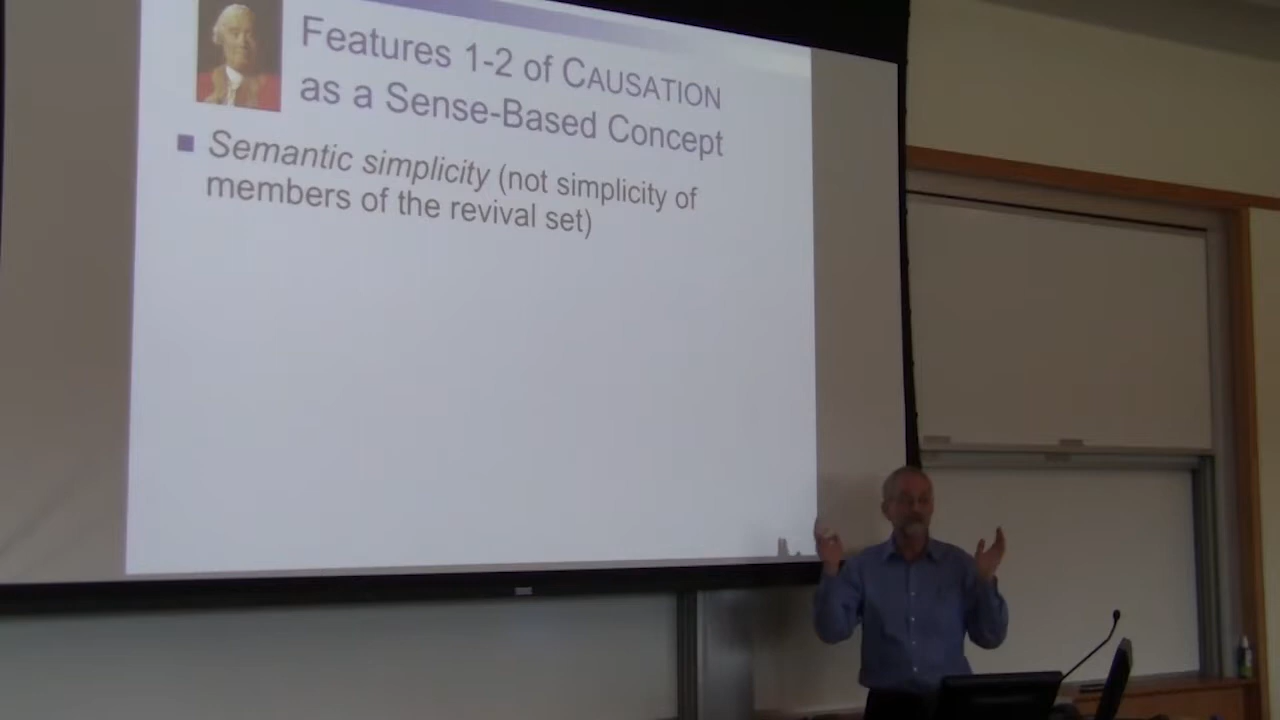 Features 1-2 of CAUSATION
as a Sense-Based Concept
Semantic simplicity (not simplicity of
members of the revival set)